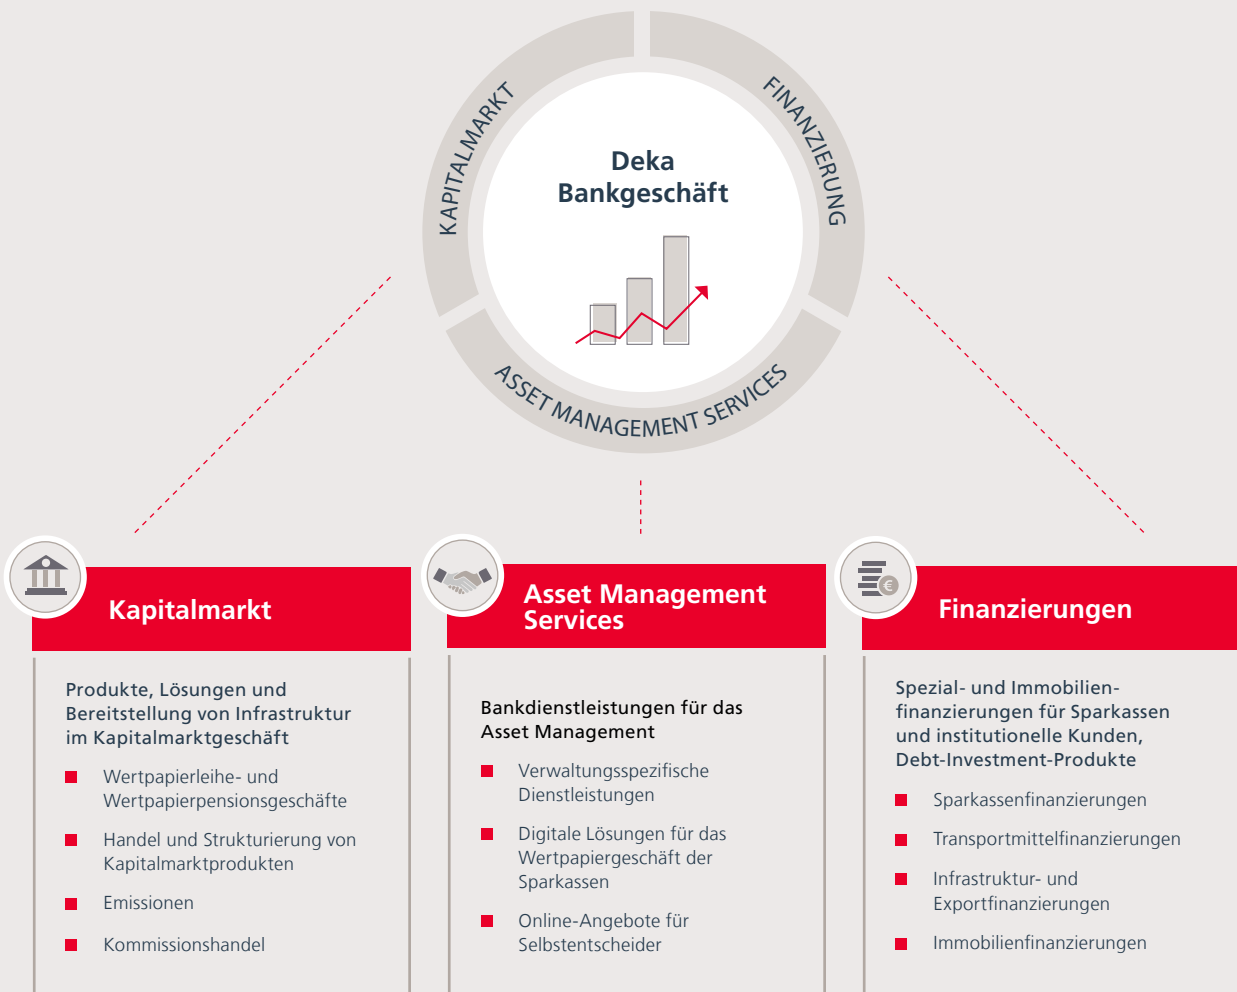 KAPITALMARKT
FINANZIERUNG
Deka
Bankgeschäft
ASSET MANAGEMENT SERVICES
Kapitalmarkt
Produkte, Lösungen und
Bereitstellung von Infrastruktur
im Kapitalmarktgeschäft
Wertpapierleihe- und
Wertpapierpensionsgeschäfte
Handel und Strukturierung von
Kapitalmarktprodukten
Emissionen
Kommissionshandel
Asset Management
Services
Bankdienstleistungen für das
Asset Management
Verwaltungsspezifische
Dienstleistungen
Digitale Lösungen für das
Wertpapiergeschäft der
Sparkassen
Online-Angebote für
Selbstentscheider
€
Finanzierungen
Spezial- und Immobilien-
finanzierungen für Sparkassen
und institutionelle Kunden,
Debt-Investment-Produkte
Sparkassenfinanzierungen
Transportmittelfinanzierungen
Infrastruktur- und
Exportfinanzierungen
Immobilienfinanzierungen